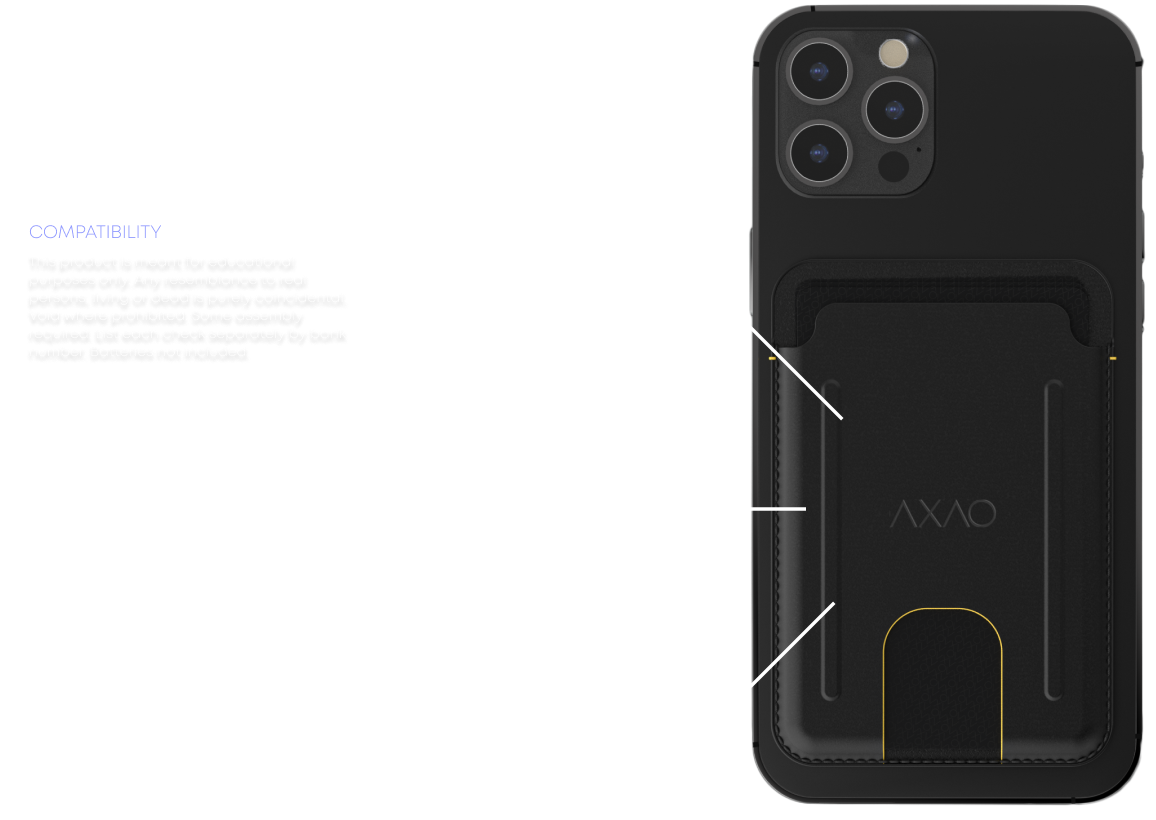 COMPATIBILITY
This product is meant for educational
purposes only. Any resemblance to real
persons, living or dead is purely coincidental.
Void where prohibited. Some assembly
required. List each check separately by bank
number. Batteries not included.
ΛXΛO